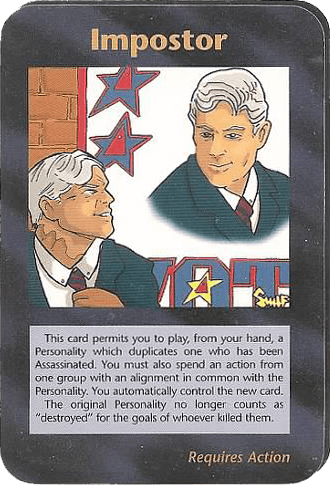 Impostor
VOT
SWIF
This card permits you to play, from your hand, a
Personality which duplicates one who has been
Assassinated. You must also spend an action from
one group with an alignment in common with the
Personality. You automatically control the new card.
The original Personality no longer counts as
"destroyed" for the goals of whoever killed them.
Requires Action